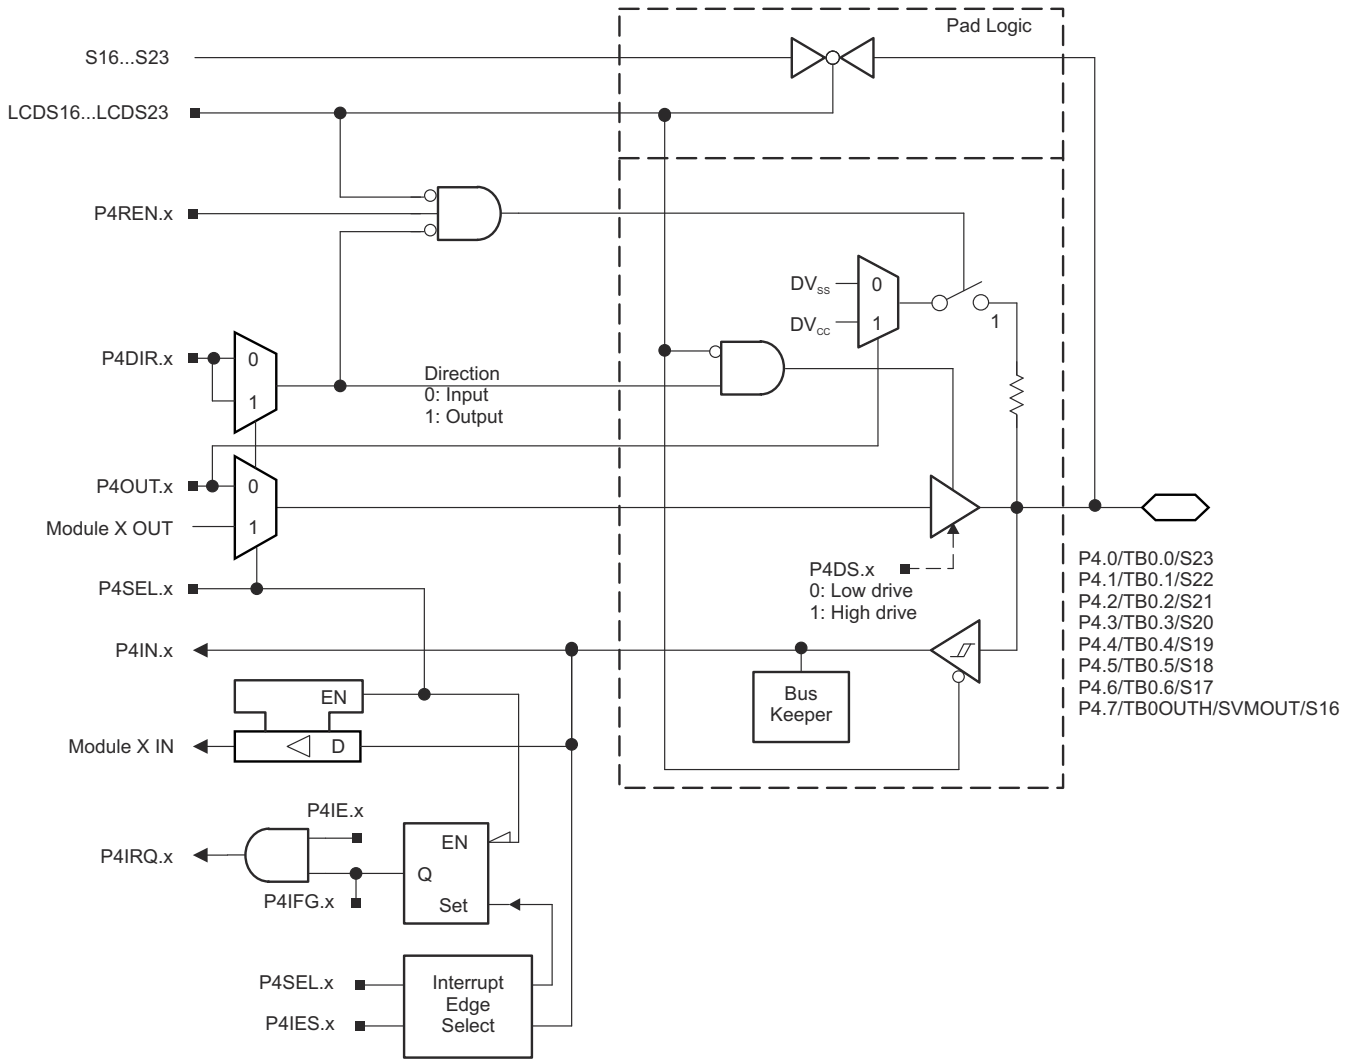 Pad Logic
S16...S23
LCDS16...LCDS23
P4REN.x
DVSS
0
DVCC
1
1
P4DIR.x
0
1
Direction
0: Input
1: Output
P4OUT.x
0
Module X OUT
1
P4DS.x
0: Low drive
1: High drive
P4SEL.x
P4IN.x
Bus
Keeper
P4.0/TB0.0/S23
P4.1/TB0.1/S22
P4.2/TB0.2/S21
P4.3/TB0.3/S20
P4.4/TB0.4/S19
P4.5/TB0.5/S18
P4.6/TB0.6/S17
P4.7/TB0OUTH/SVMOUT/S16
EN
Module X IN
D
P4IE.x
P4IRQ.x
EN
Q
P4IFG.x
Set
P4SEL.x
P4IES.x
Interrupt
Edge
Select